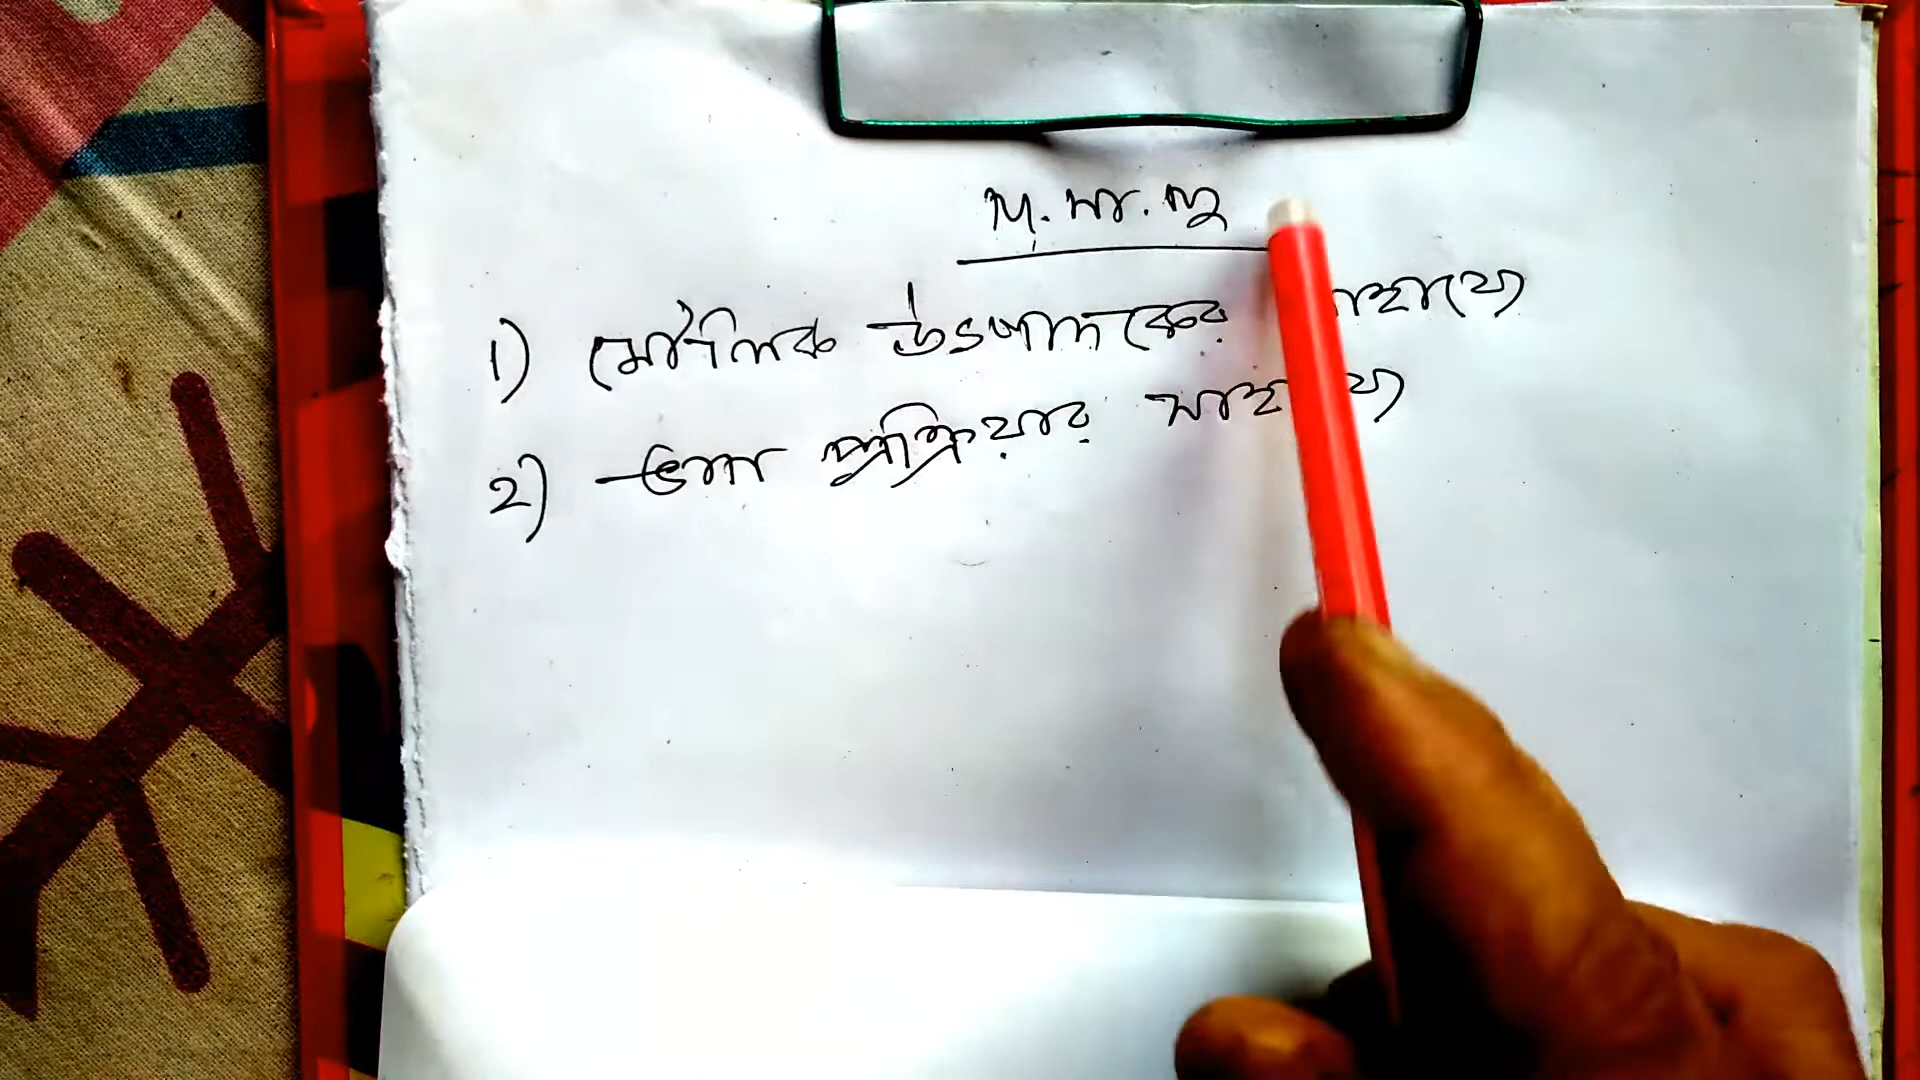 গ. সা. গু
1) মৌলিক উৎপাদকের সাহায্যে
2) ভাগ প্রক্রিয়ার সাহায্যে